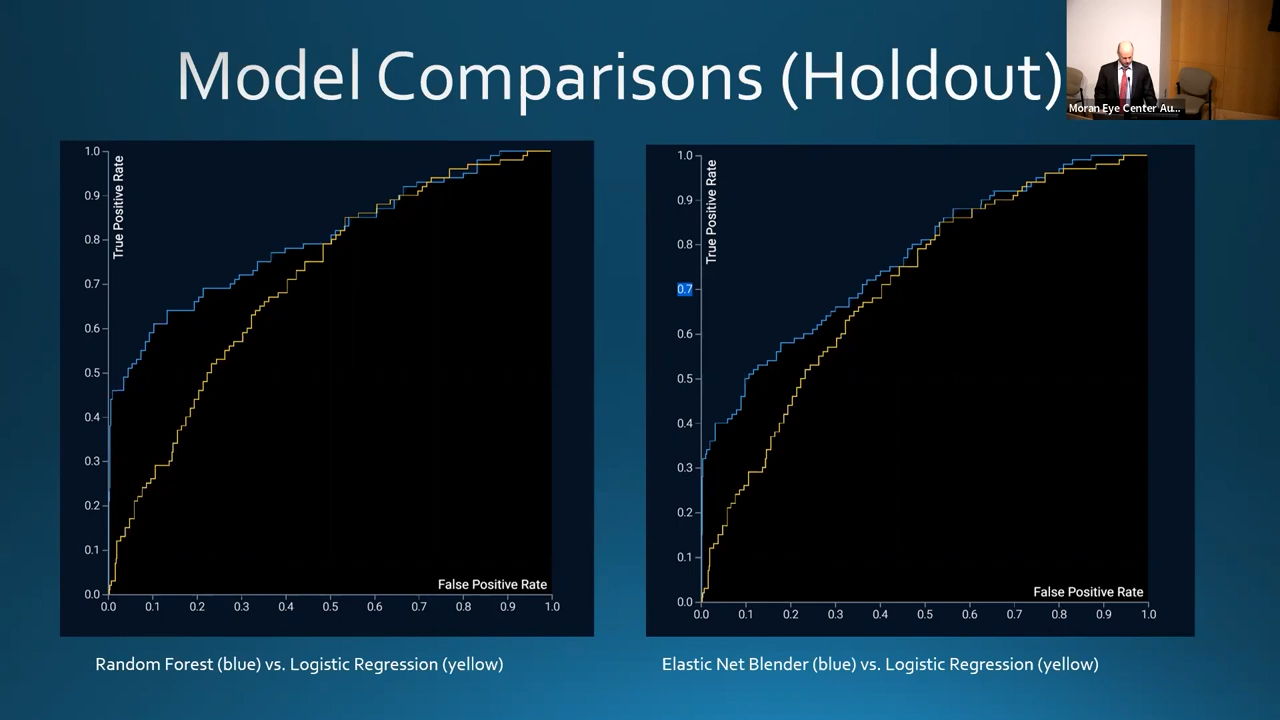 Model Comparisons (Holdout)
Moran Eye Center Au...
1.0
0.9
0.8
0.7
0.6
0.5
0.4
0.3
0.2
0.1
0.0
True Positive Rate
False Positive Rate
0.0 0.1 0.2 0.3 0.4 0.5 0.6 0.7 0.8 0.9 1.0
Random Forest (blue) vs. Logistic Regression (yellow)
1.0
0.9
0.8
0.7
0.6
0.5
0.4
0.3
0.2
0.1
0.0
True Positive Rate
False Positive Rate
0.0 0.1 0.2 0.3 0.4 0.5 0.6 0.7 0.8 0.9 1.0
Elastic Net Blender (blue) vs. Logistic Regression (yellow)